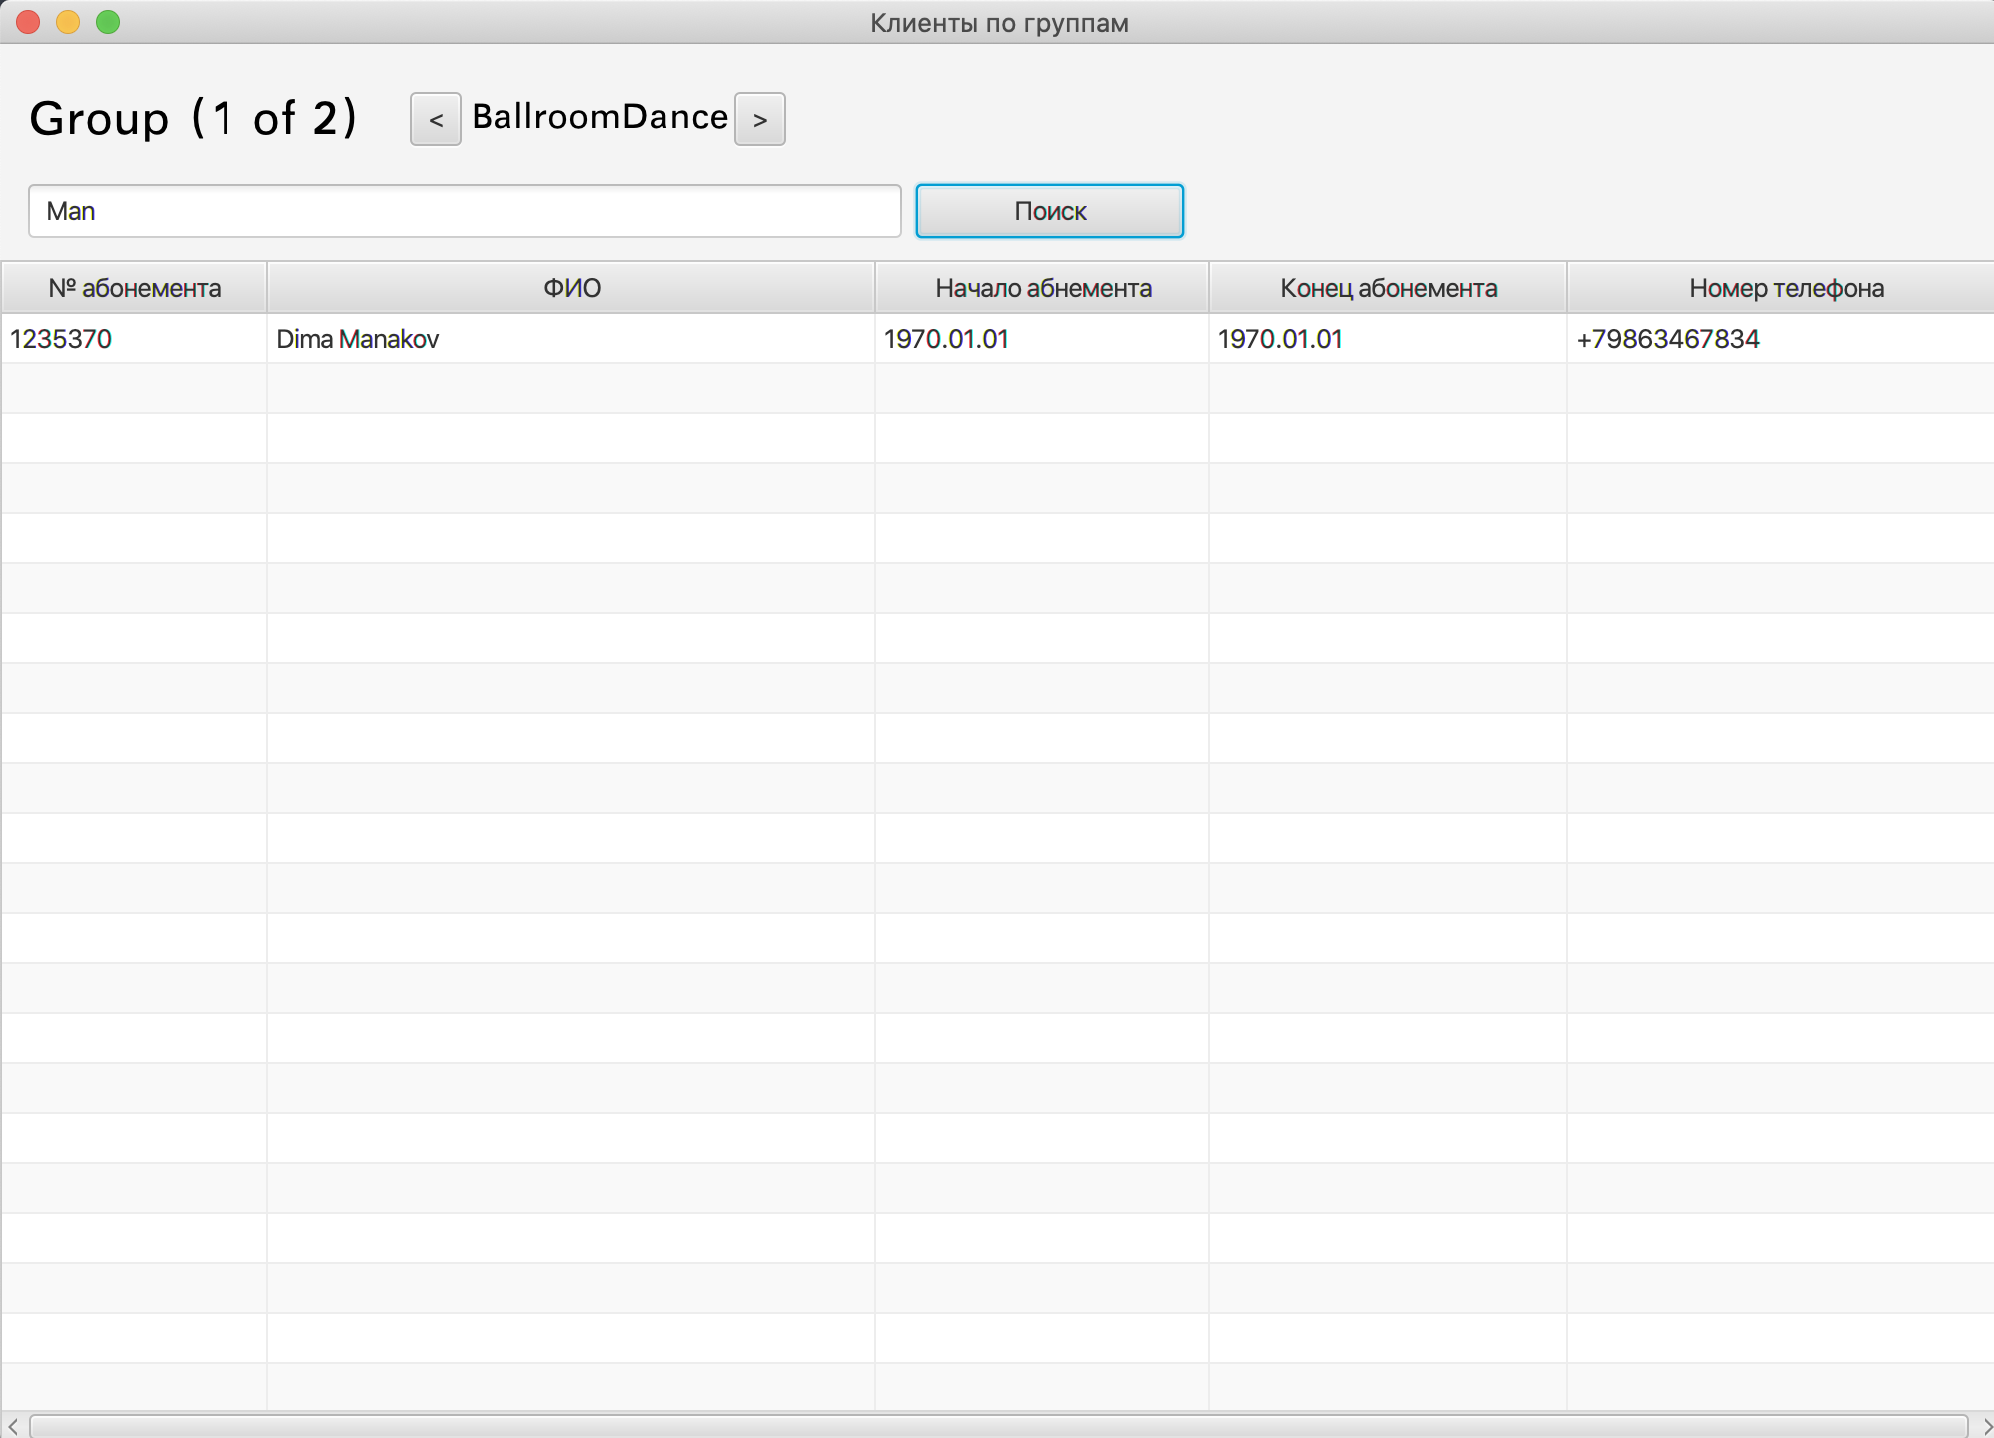 Клиенты по группам
Group (1 of 2) < BallroomDance >
Man Поиск
№ абонемента ФИО Начало абнемента Конец абонемента Номер телефона
1235370 Dima Manakov 1970.01.01 1970.01.01 +79863467834